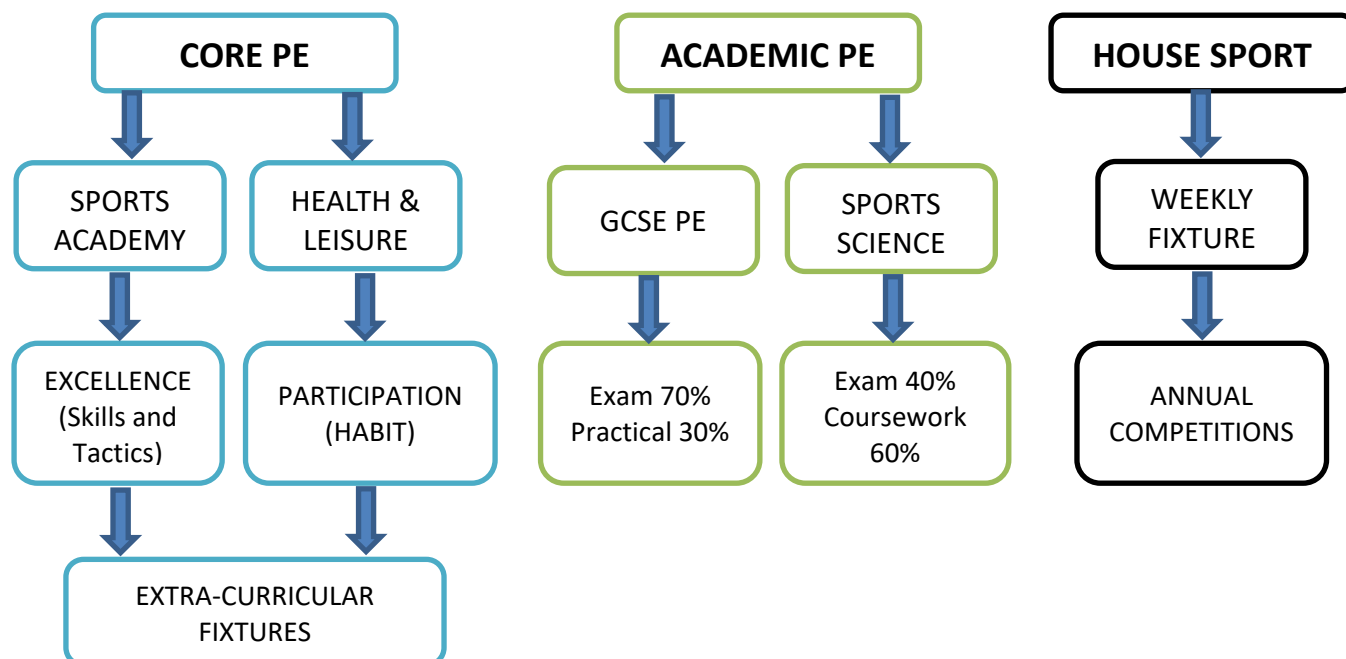 CORE PE
SPORTS
ACADEMY
HEALTH &
LEISURE
EXCELLENCE
(Skills and
Tactics)
PARTICIPATION
(HABIT)
EXTRA-CURRICULAR
FIXTURES
ACADEMIC PE
GCSE PE
SPORTS
SCIENCE
Exam 70%
Practical 30%
Exam 40%
Coursework
60%
HOUSE SPORT
WEEKLY
FIXTURE
ANNUAL
COMPETITIONS